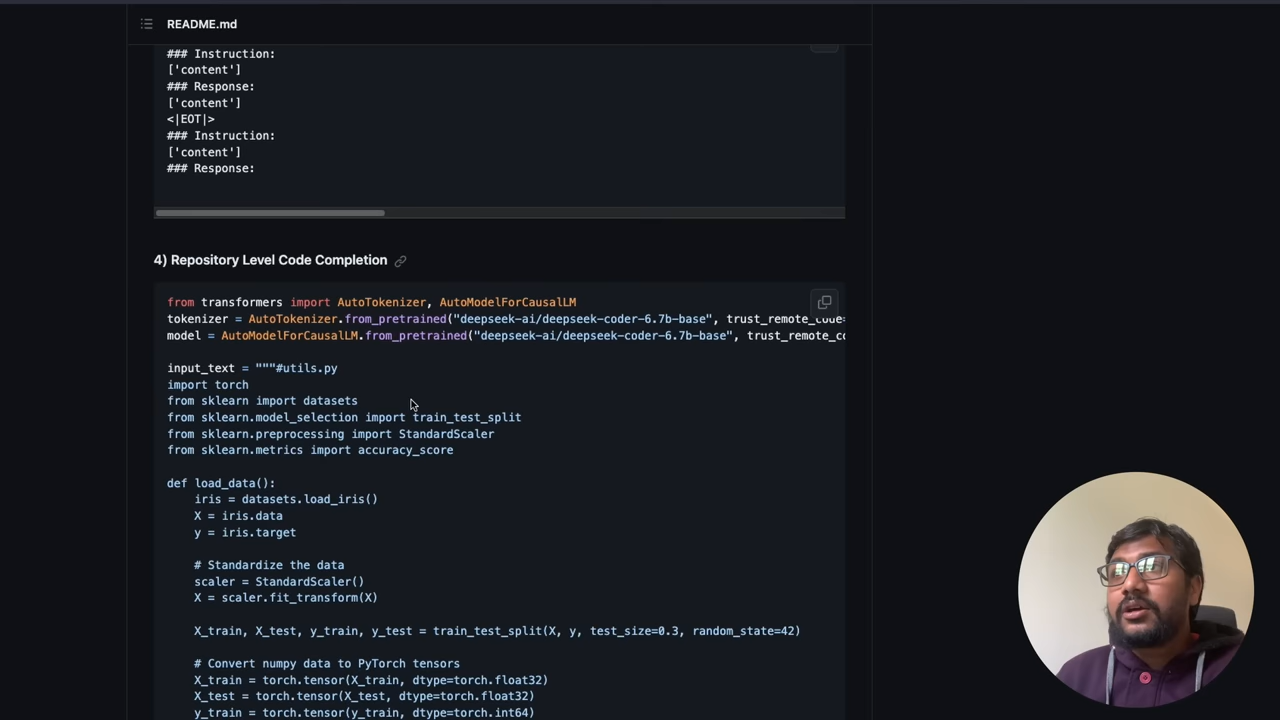 README.md
### Instruction:
['content']
### Response:
['content']
<|EOT|>
### Instruction:
['content']
### Response:
4) Repository Level Code Completion
from transformers import AutoTokenizer, AutoModelForCausalLM
tokenizer = AutoTokenizer.from_pretrained("deepseek-ai/deepseek-coder-6.7b-base", trust_remote_code=
model = AutoModelForCausalLM.from_pretrained("deepseek-ai/deepseek-coder-6.7b-base", trust_remote_co
input_text = """#utils.py
import torch
from sklearn import datasets
from sklearn.model_selection import train_test_split
from sklearn.preprocessing import StandardScaler
from sklearn.metrics import accuracy_score
def load_data():
    iris = datasets.load_iris()
    X = iris.data
    y = iris.target
    # Standardize the data
    scaler = StandardScaler()
    X = scaler.fit_transform(X)
    X_train, X_test, y_train, y_test = train_test_split(X, y, test_size=0.3, random_state=42)
    # Convert numpy data to PyTorch tensors
    X_train = torch.tensor(X_train, dtype=torch.float32)
    X_test = torch.tensor(X_test, dtype=torch.float32)
    y_train = torch.tensor(y_train, dtype=torch.int64)